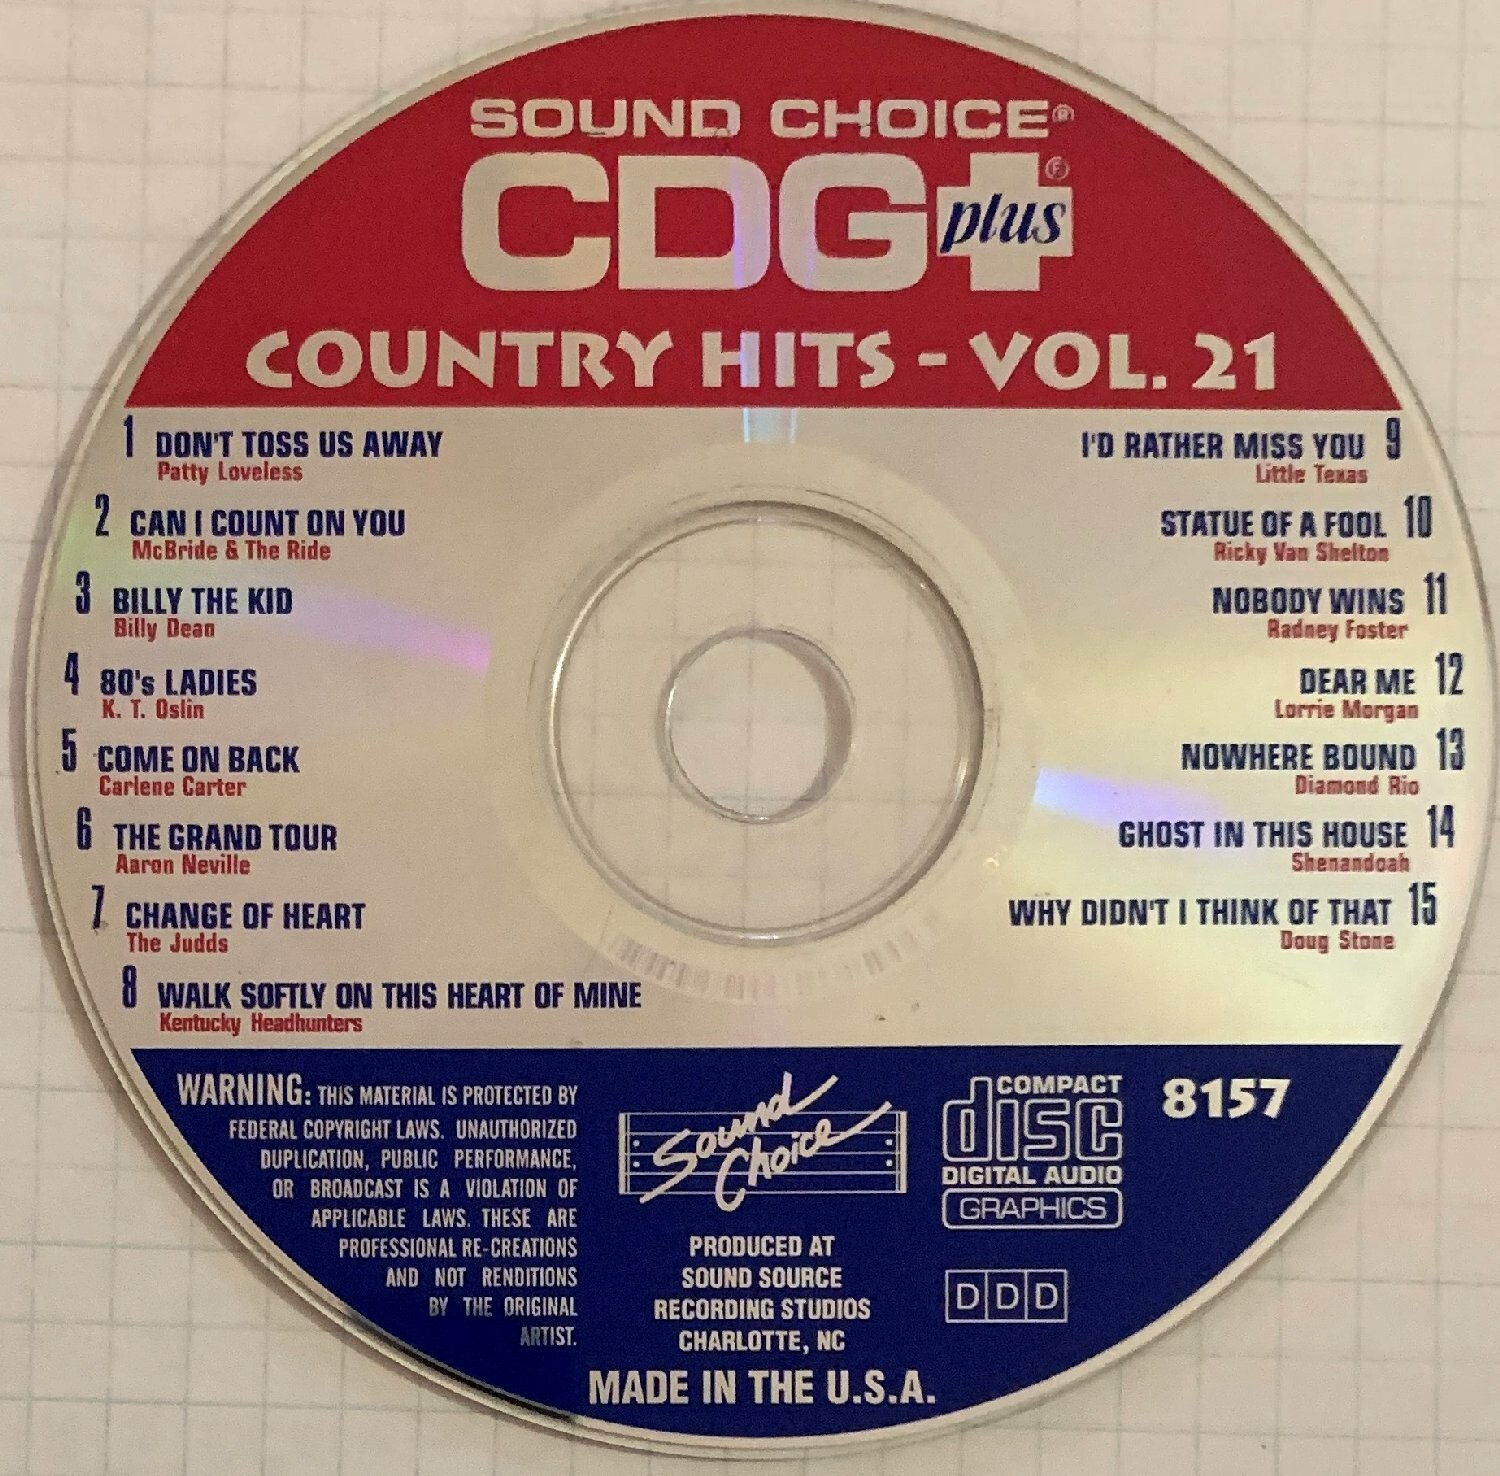 SOUND CHOICE®
CDG plus®
COUNTRY HITS - VOL. 21
1 DON'T TOSS US AWAY
Patty Loveless
2 CAN I COUNT ON YOU
McBride & The Ride
3 BILLY THE KID
Billy Dean
4 80's LADIES
K. T. Oslin
5 COME ON BACK
Carlene Carter
6 THE GRAND TOUR
Aaron Neville
7 CHANGE OF HEART
The Judds
8 WALK SOFTLY ON THIS HEART OF MINE
Kentucky Headhunters
I'D RATHER MISS YOU 9
Little Texas
STATUE OF A FOOL 10
Ricky Van Shelton
NOBODY WINS 11
Radney Foster
DEAR ME 12
Lorrie Morgan
NOWHERE BOUND 13
Diamond Rio
GHOST IN THIS HOUSE 14
Shenandoah
WHY DIDN'T I THINK OF THAT 15
Doug Stone
WARNING: THIS MATERIAL IS PROTECTED BY
FEDERAL COPYRIGHT LAWS. UNAUTHORIZED
DUPLICATION, PUBLIC PERFORMANCE,
OR BROADCAST IS A VIOLATION OF
APPLICABLE LAWS. THESE ARE
PROFESSIONAL RE-CREATIONS
AND NOT RENDITIONS
BY THE ORIGINAL
ARTIST.
Sound
Choice
PRODUCED AT
SOUND SOURCE
RECORDING STUDIOS
CHARLOTTE, NC
MADE IN THE U.S.A.
COMPACT
disc
DIGITAL AUDIO
GRAPHICS
DDD
8157